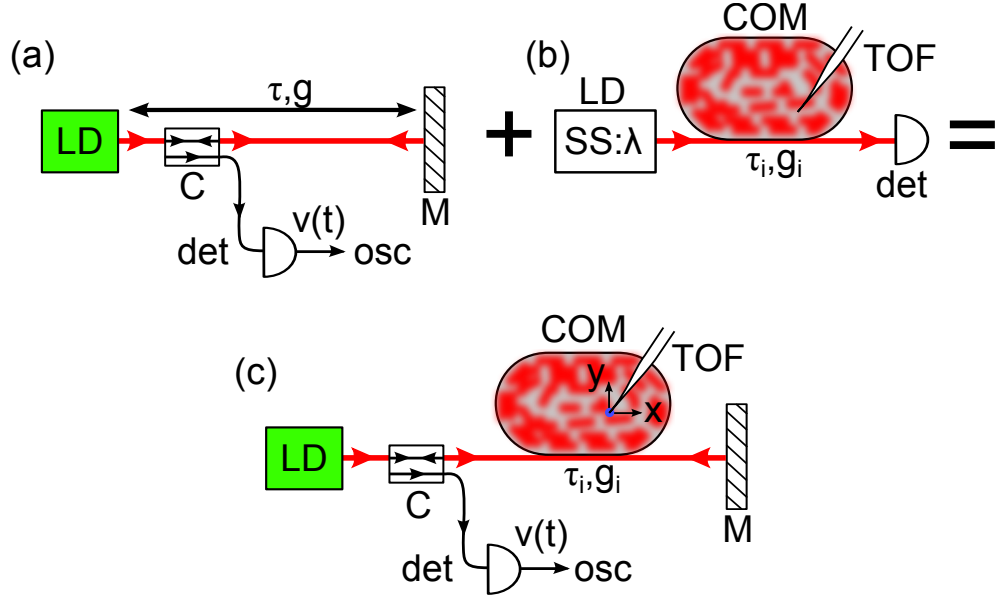 (a)
τ,g
LD
C
M
det
v(t)
osc
+
(b)
COM
TOF
LD
SS:λ
τi,gi
det
=
(c)
COM
TOF
y
x
LD
C
τi,gi
M
det
v(t)
osc